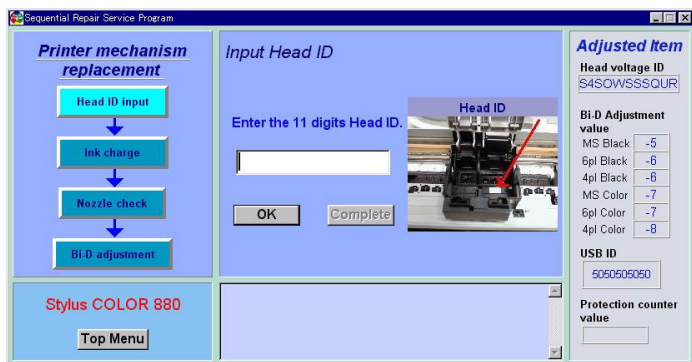 Sequential Repair Service Program
Printer mechanism
replacement
Head ID input
Ink charge
Nozzle check
Bi-D adjustment
Stylus COLOR 880
Top Menu
Input Head ID
Enter the 11 digits Head ID.
OK
Complete
Head ID
Adjusted Item
Head voltage ID
S4SOWSSSQUR
Bi-D Adjustment
value
MS Black -5
6pl Black -6
4pl Black -6
MS Color -7
6pl Color -7
4pl Color -8
USB ID
5050505050
Protection counter
value